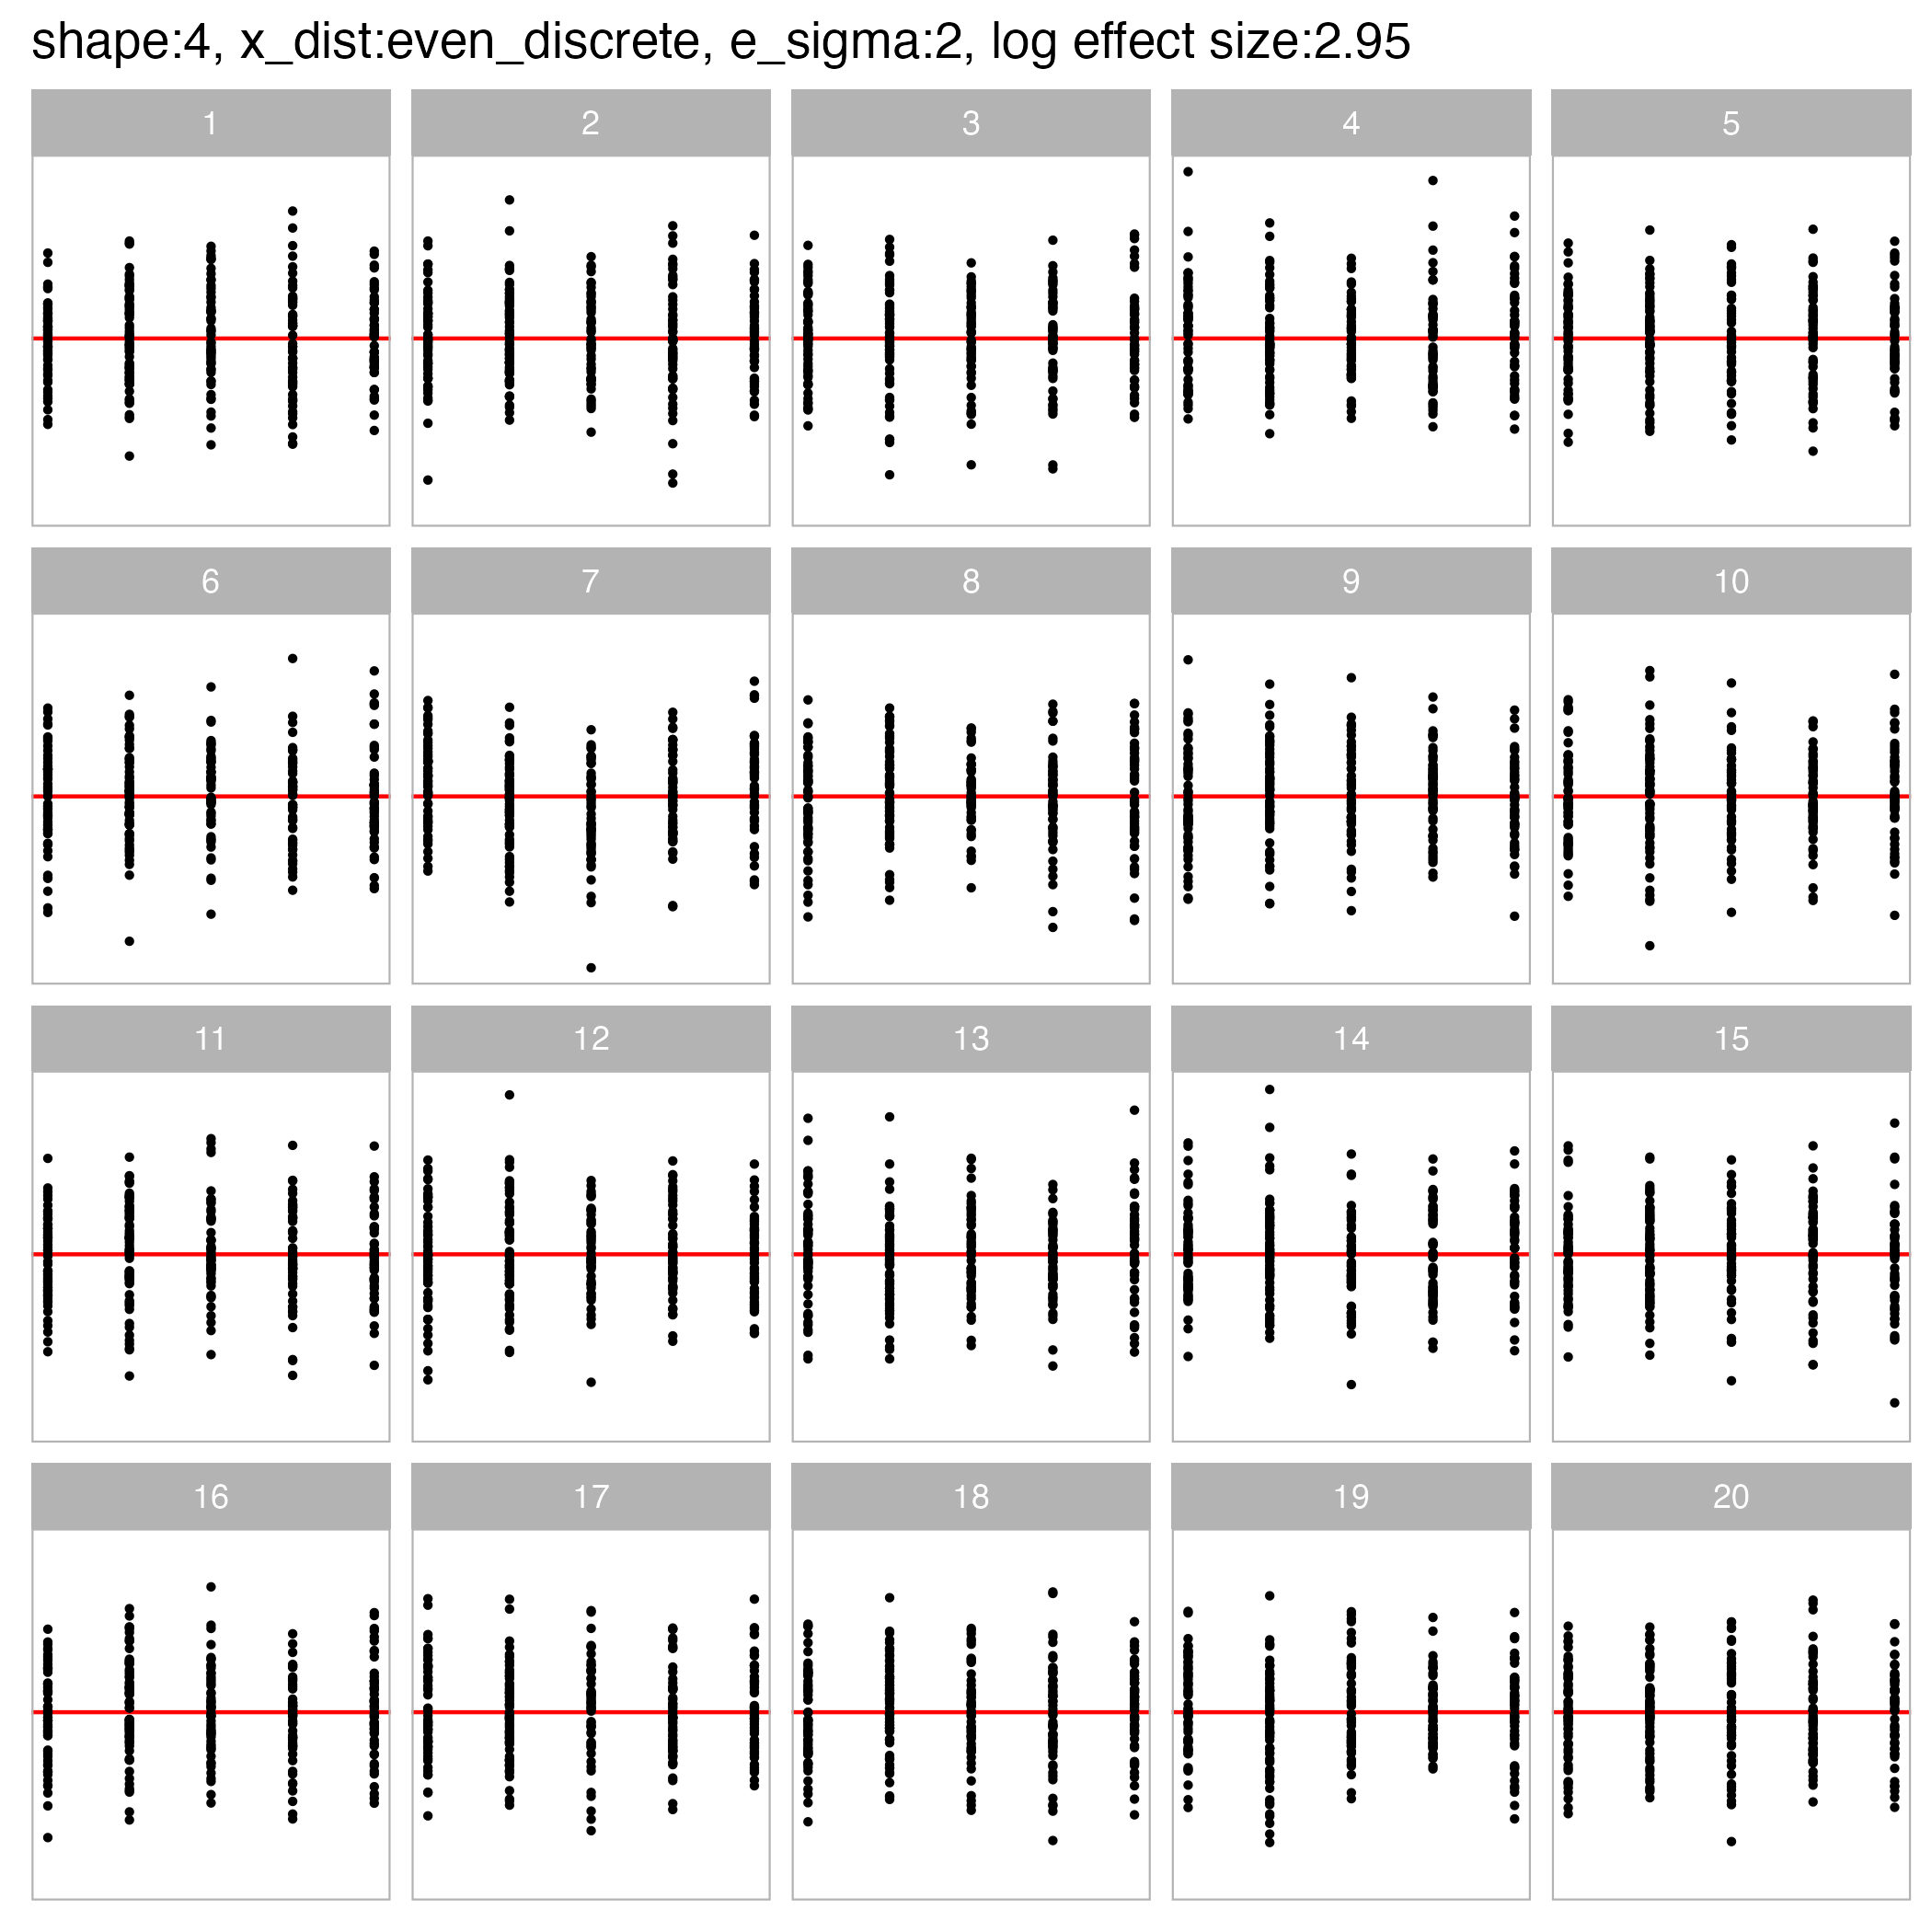 shape:4, x_dist:even_discrete, e_sigma:2, log effect size:2.95
1 2 3 4 5
6 7 8 9 10
11 12 13 14 15
16 17 18 19 20